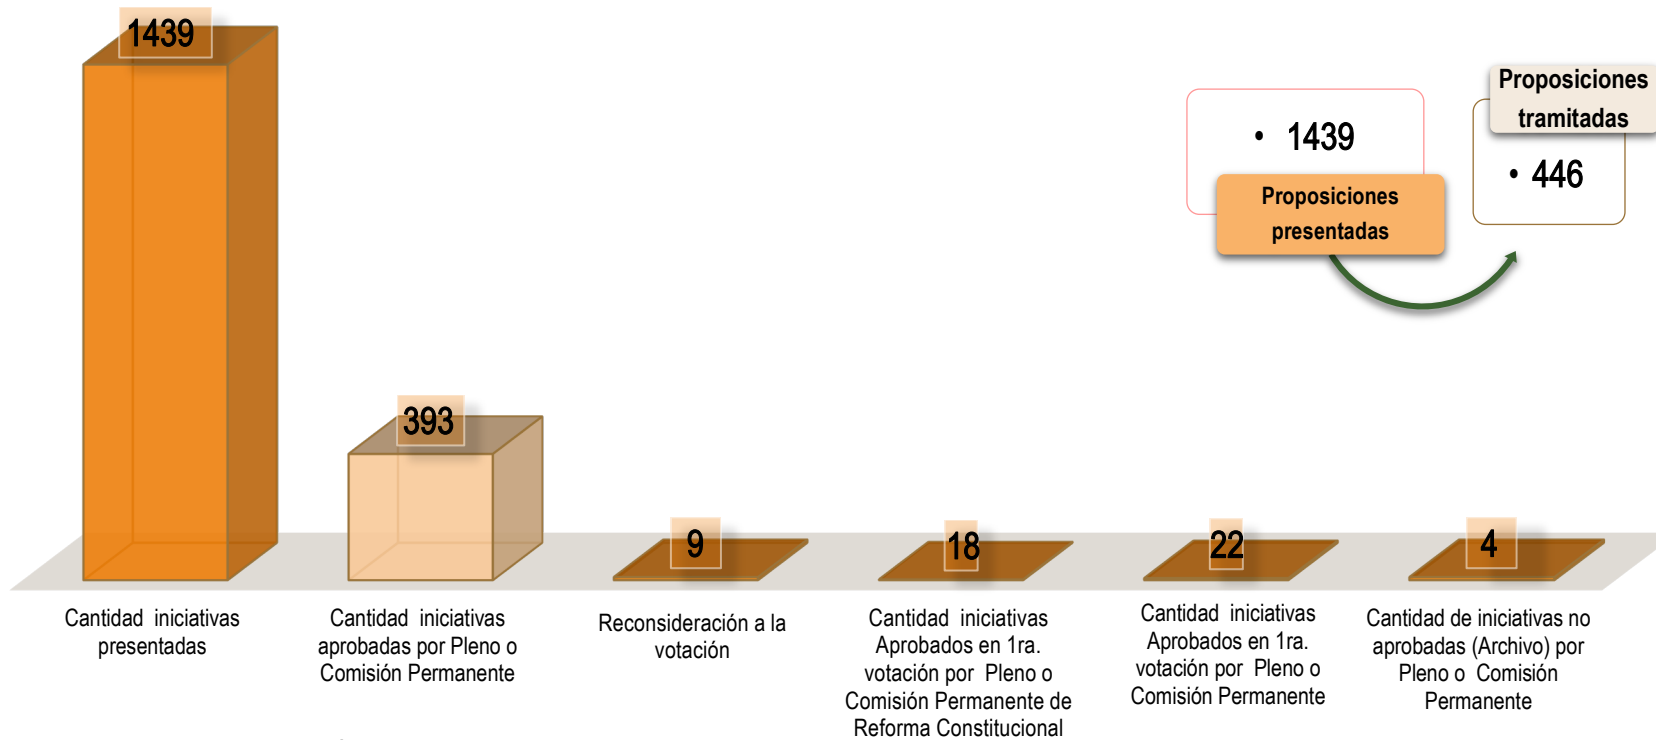 1439
393
9
18
22
4
Cantidad iniciativas
presentadas
Cantidad iniciativas
aprobadas por Pleno o
Comisión Permanente
Reconsideración a la
votación
Cantidad iniciativas
Aprobados en 1ra.
votación por Pleno o
Comisión Permanente de
Reforma Constitucional
Cantidad iniciativas
Aprobados en 1ra.
votación por Pleno o
Comisión Permanente
Cantidad de iniciativas no
aprobadas (Archivo) por
Pleno o Comisión
Permanente
• 1439
Proposiciones
presentadas
Proposiciones
tramitadas
• 446